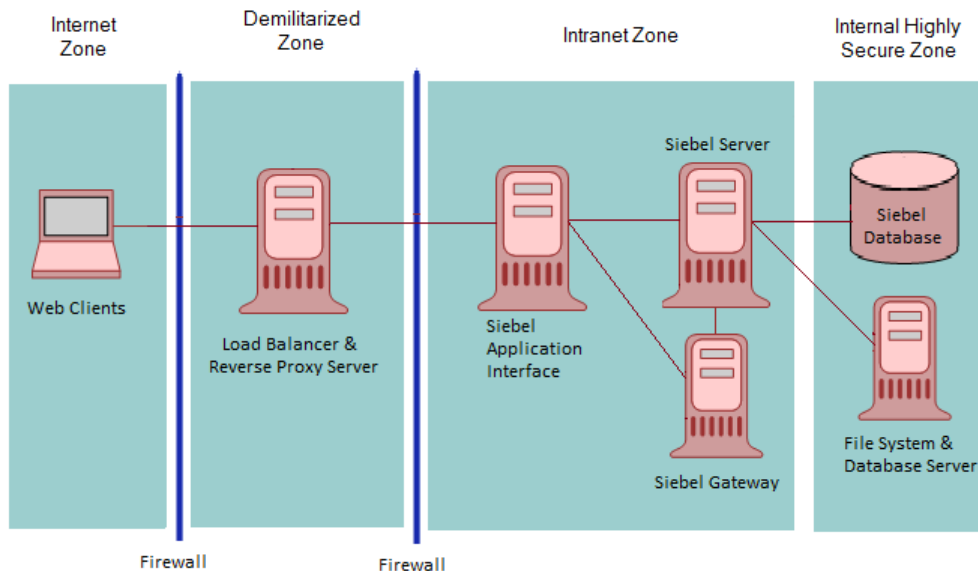 Internet
Zone
Demilitarized
Zone
Intranet Zone
Internal Highly
Secure Zone
Siebel Server
Siebel
Database
Web Clients
Load Balancer &
Reverse Proxy Server
Siebel
Application
Interface
Siebel Gateway
File System &
Database Server
Firewall
Firewall